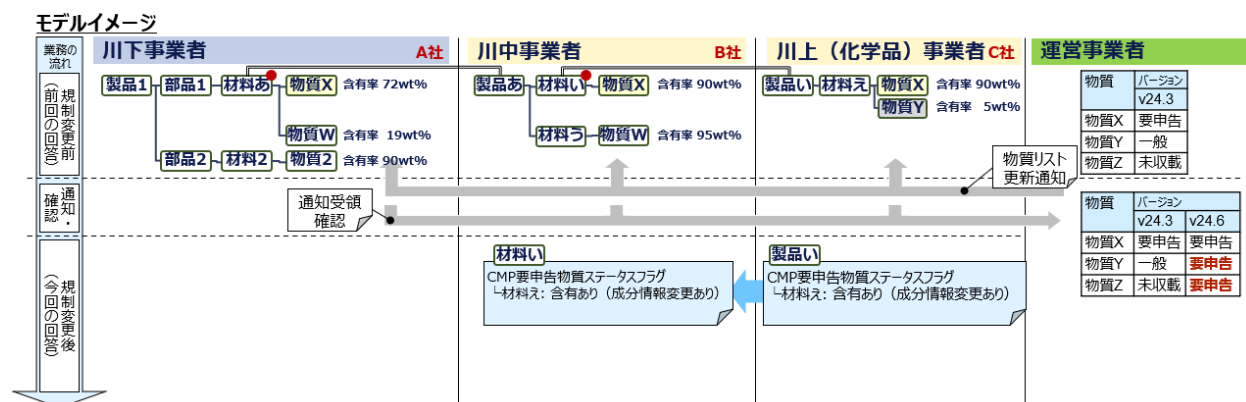 モデルイメージ
業務の
流れ
川下事業者 A社
川中事業者 B社
川上（化学品）事業者 C社
運営事業者
規制変更前
（前回の回答）
製品1 部品1 材料あ 物質X 含有率 72wt%
物質W 含有率 19wt%
部品2 材料2 物質2 含有率 90wt%
製品あ 材料い 物質X 含有率 90wt%
材料う 物質W 含有率 95wt%
製品い 材料え 物質X 含有率 90wt%
物質Y 含有率 5wt%
物質 バージョン
v24.3
物質X 要申告
物質Y 一般
物質Z 未収載
物質リスト
更新通知
通知・
確認
通知受領
確認
物質 バージョン
v24.3 v24.6
物質X 要申告 要申告
物質Y 一般 要申告
物質Z 未収載 要申告
規制変更後
（今回の回答）
材料い
CMP要申告物質ステータスフラグ
└材料え: 含有あり（成分情報変更あり）
製品い
CMP要申告物質ステータスフラグ
└材料え: 含有あり（成分情報変更あり）